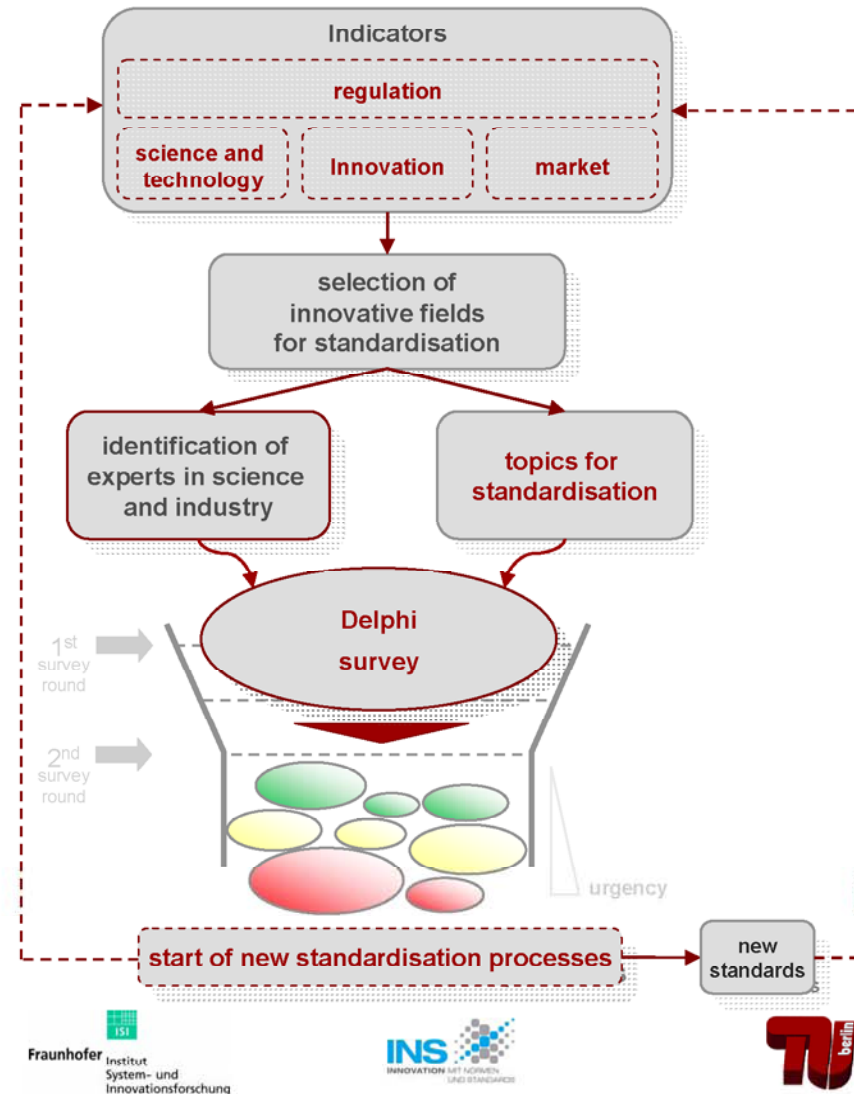 Indicators
regulation
science and
technology
Innovation
market
selection of
innovative fields
for standardisation
identification of
experts in science
and industry
topics for
standardisation
Delphi
survey
1st
survey
round
2nd
survey
round
urgency
start of new standardisation processes
new
standards
ISI
Fraunhofer Institut
System- und
Innovationsforschung
INS
INNOVATION MIT NORMEN
UND STANDARDS
TU
berlin